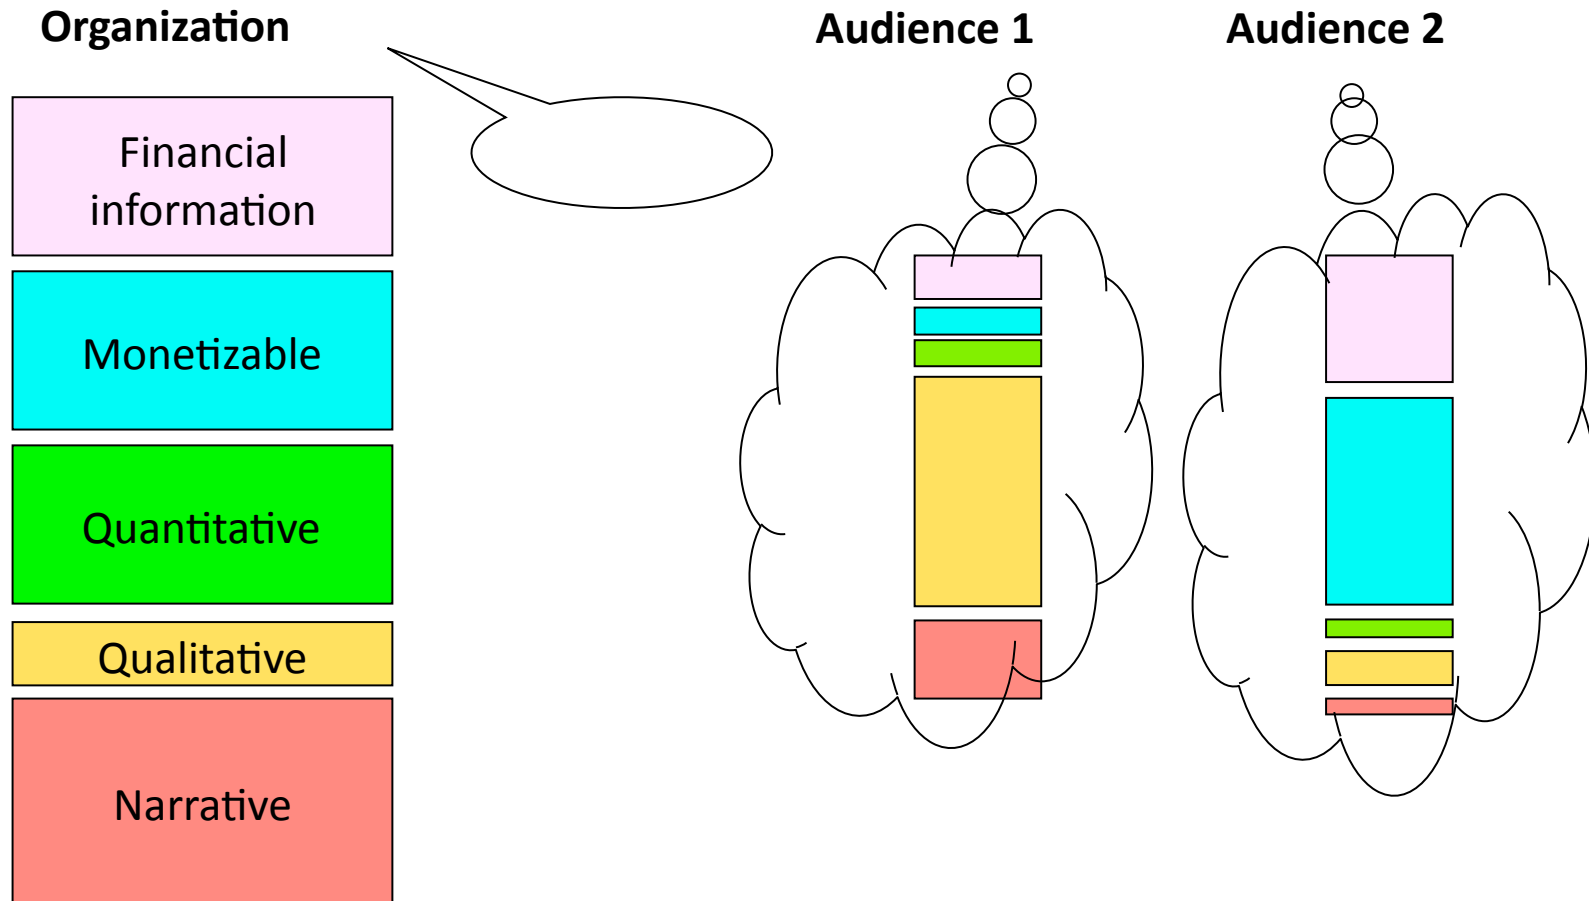 Organization
Audience 1
Audience 2
Financial
information
Monetizable
Quantitative
Qualitative
Narrative